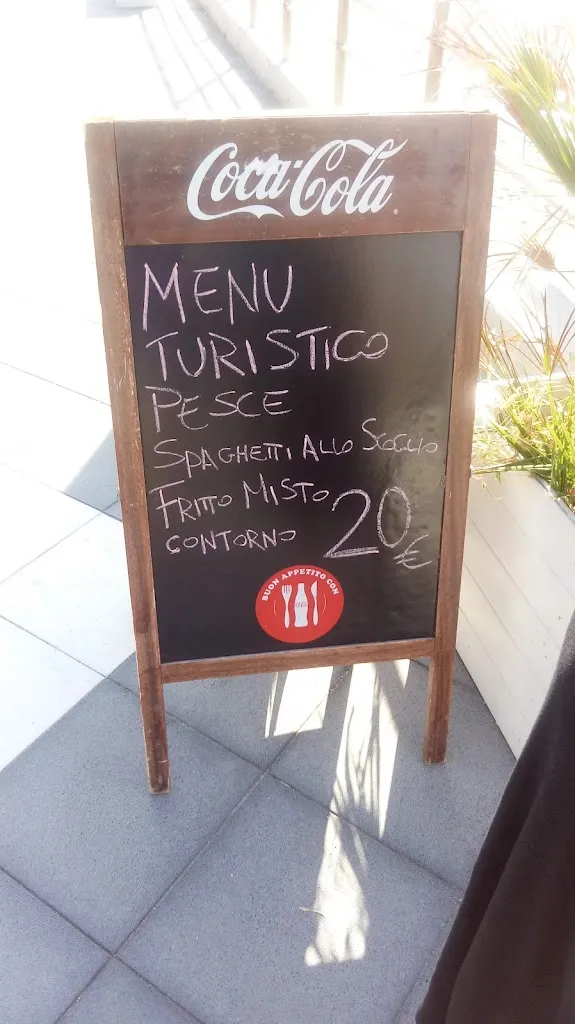 Coca-Cola
MENU
TURISTICO
PESCE
SPAGHETTI ALLO SCOGLIO
FRITTO MISTO
CONTORNO 20 €
BUON APPETITO CON